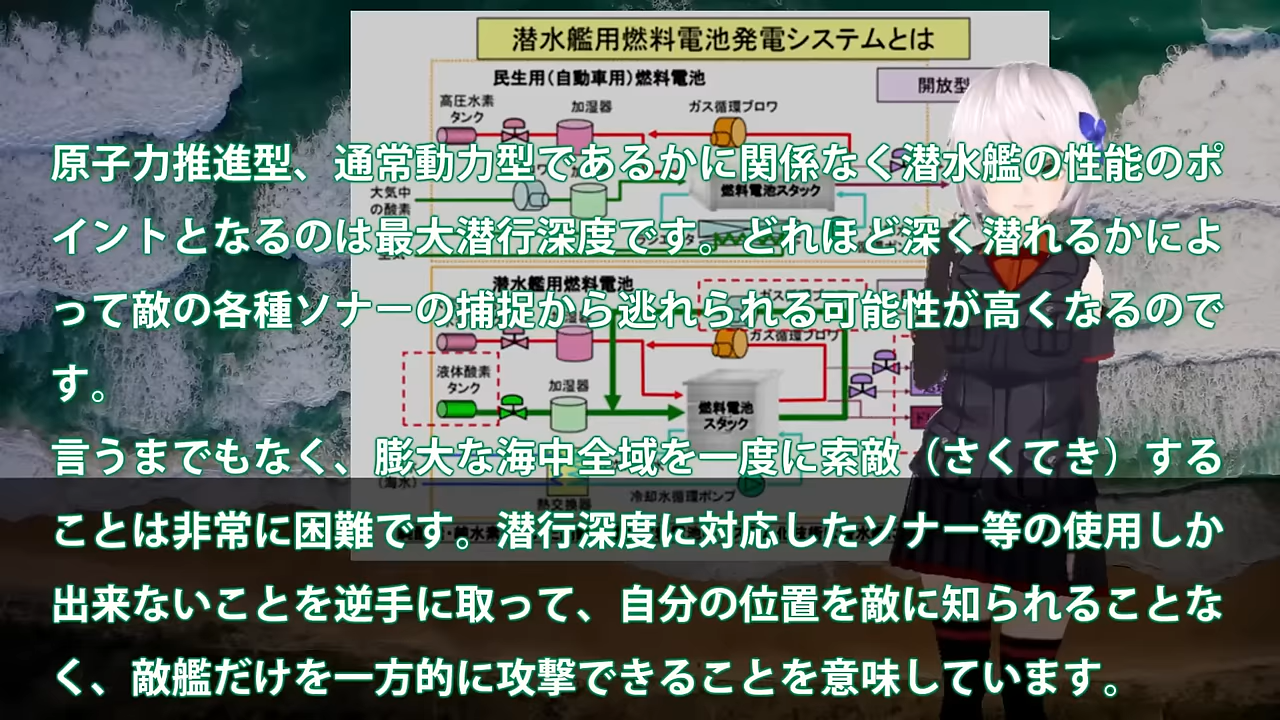 潜水艦用燃料電池発電システムとは
民生用(自動車用)燃料電池
開放型
高圧水素
タンク
加湿器
ガス循環ブロワ
原子力推進型、通常動力型であるかに関係なく潜水艦の性能のポ
大気中
の酸素
燃料電池スタック
イントとなるのは最大潜行深度です。どれほど深く潜れるかによ
潜水艦用燃料電池
って敵の各種ソナーの捕捉から逃れられる可能性が高くなるので
ガス循環ブロワ
す。
液体酸素
タンク
加湿器
燃料電池
スタック
言うまでもなく、膨大な海中全域を一度に索敵（さくてき）する
(海水)
熱交換器
冷却水循環ポンプ
ことは非常に困難です。潜行深度に対応したソナー等の使用しか
出来ないことを逆手に取って、自分の位置を敵に知られることな
く、敵艦だけを一方的に攻撃できることを意味しています。